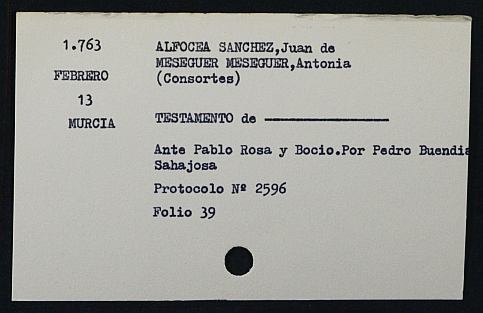 1.763
FEBRERO
13
MURCIA
ALFOCEA SANCHEZ,Juan de
MESEGUER MESEGUER,Antonia
(Consortes)
TESTAMENTO de ----------------
Ante Pablo Rosa y Bocio.Por Pedro Buendia
Sahajosa
Protocolo Nº 2596
Folio 39